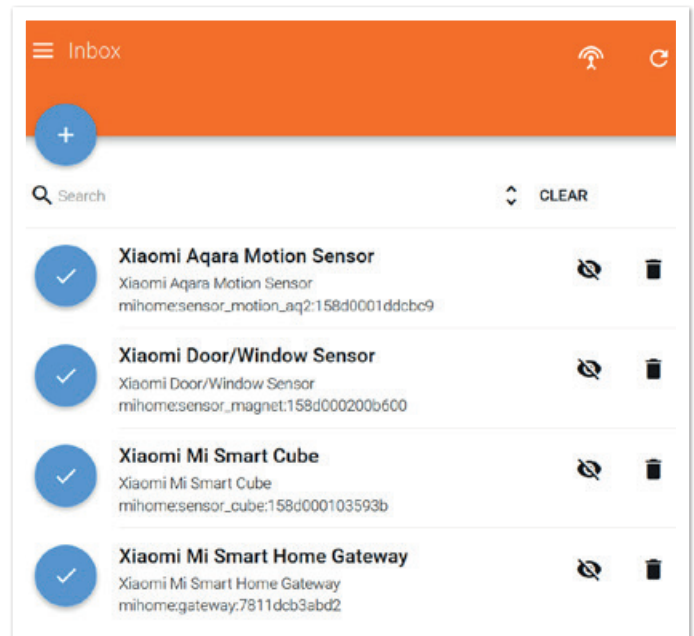 Inbox
Search
CLEAR
Xiaomi Aqara Motion Sensor
Xiaomi Aqara Motion Sensor
mihome:sensor_motion_aq2:158d0001ddcbc9
Xiaomi Door/Window Sensor
Xiaomi Door/Window Sensor
mihome:sensor_magnet:158d000200b600
Xiaomi Mi Smart Cube
Xiaomi Mi Smart Cube
mihome:sensor_cube:158d000103593b
Xiaomi Mi Smart Home Gateway
Xiaomi Mi Smart Home Gateway
mihome:gateway:7811dcb3abd2